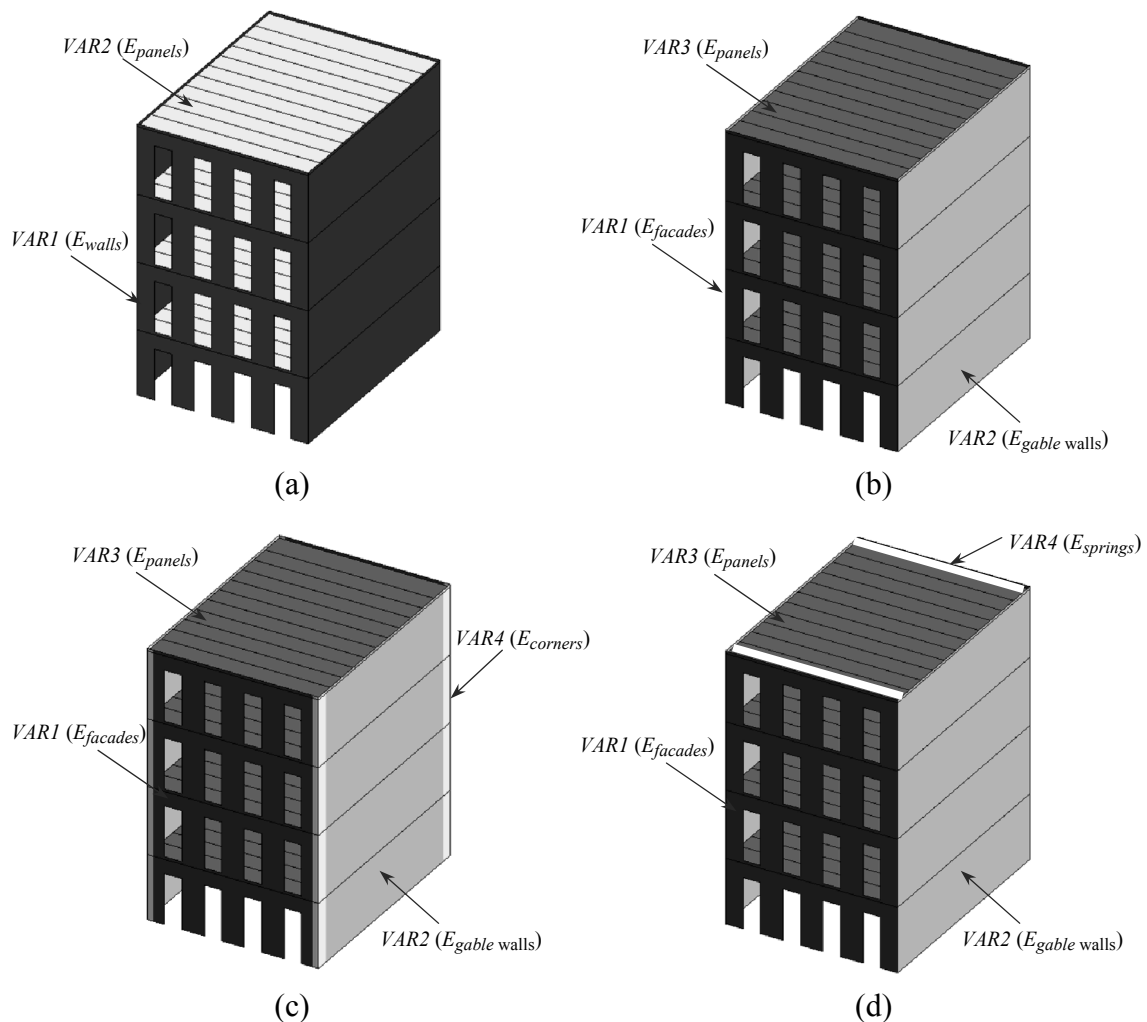 VAR2 (Epanels)
VAR1 (Ewalls)
(a)
VAR3 (Epanels)
VAR1 (Efacades)
VAR2 (Egable walls)
(b)
VAR3 (Epanels)
VAR4 (Ecorners)
VAR1 (Efacades)
VAR2 (Egable walls)
(c)
VAR4 (Esprings)
VAR3 (Epanels)
VAR1 (Efacades)
VAR2 (Egable walls)
(d)